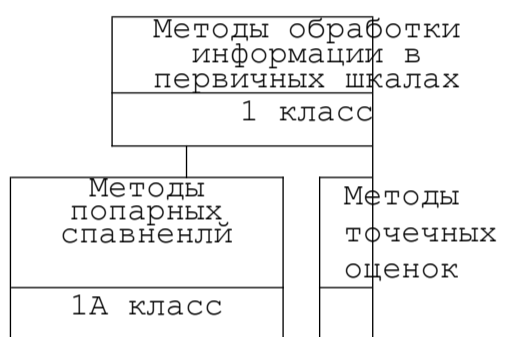 Методы обработки
информации в
первичных шкалах
1 класс
Методы
попарных
спавненлй
1А класс
Методы
точечных
оценок